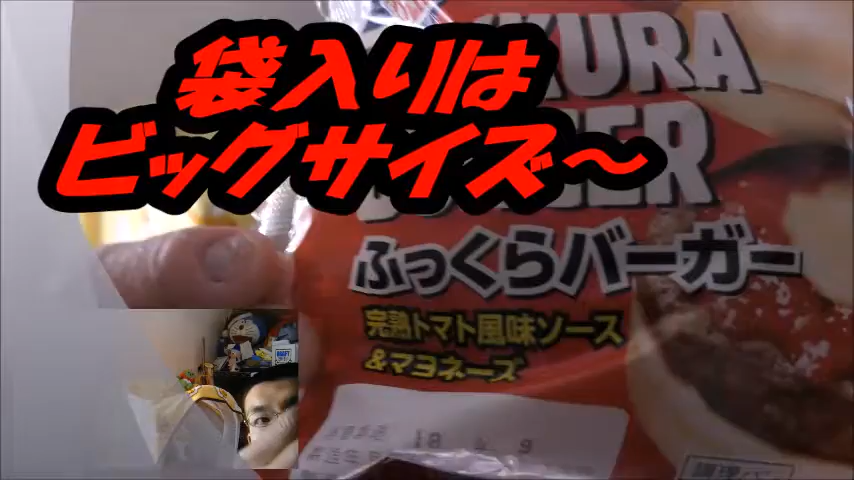 袋入りは
ビッグサイズ～
KURA
ふっくらバーガー
完熟トマト風味ソース
&マヨネーズ
18 9